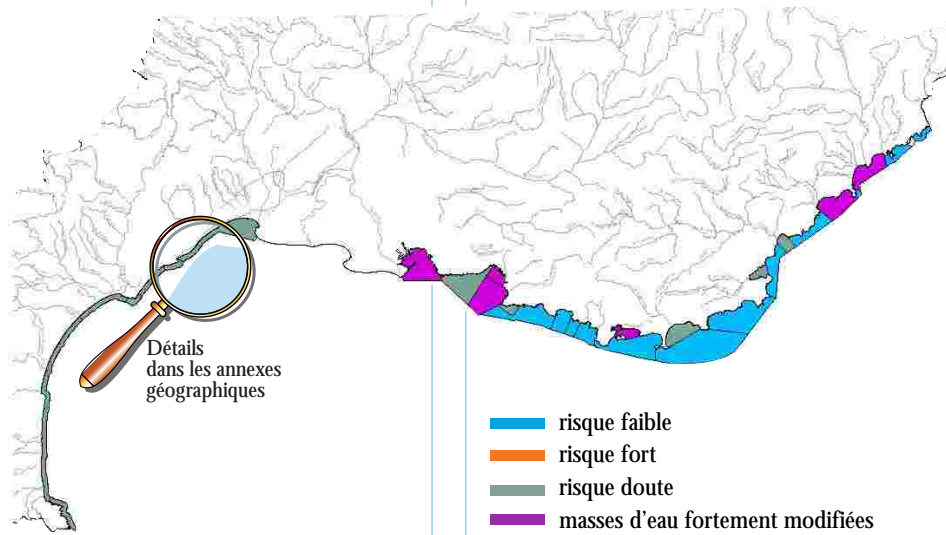 Détails
dans les annexes
géographiques
risque faible
risque fort
risque doute
masses d'eau fortement modifiées